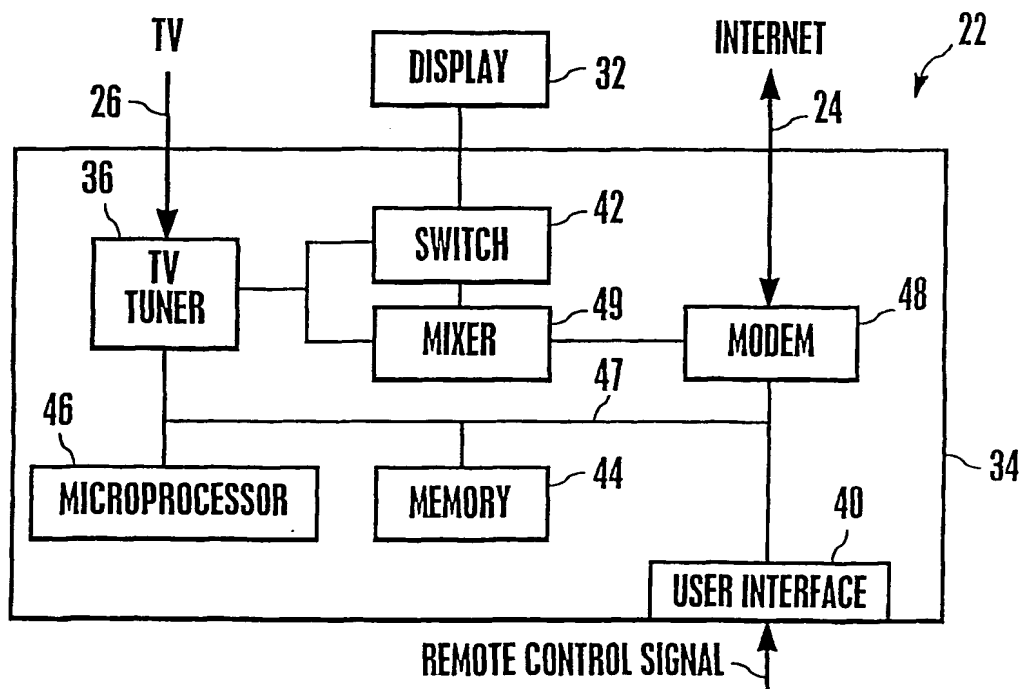 TV
DISPLAY
32
INTERNET
22
26
24
36
TV
TUNER
SWITCH
42
MIXER
49
MODEM
48
47
46
MICROPROCESSOR
MEMORY
44
34
40
USER INTERFACE
REMOTE CONTROL SIGNAL